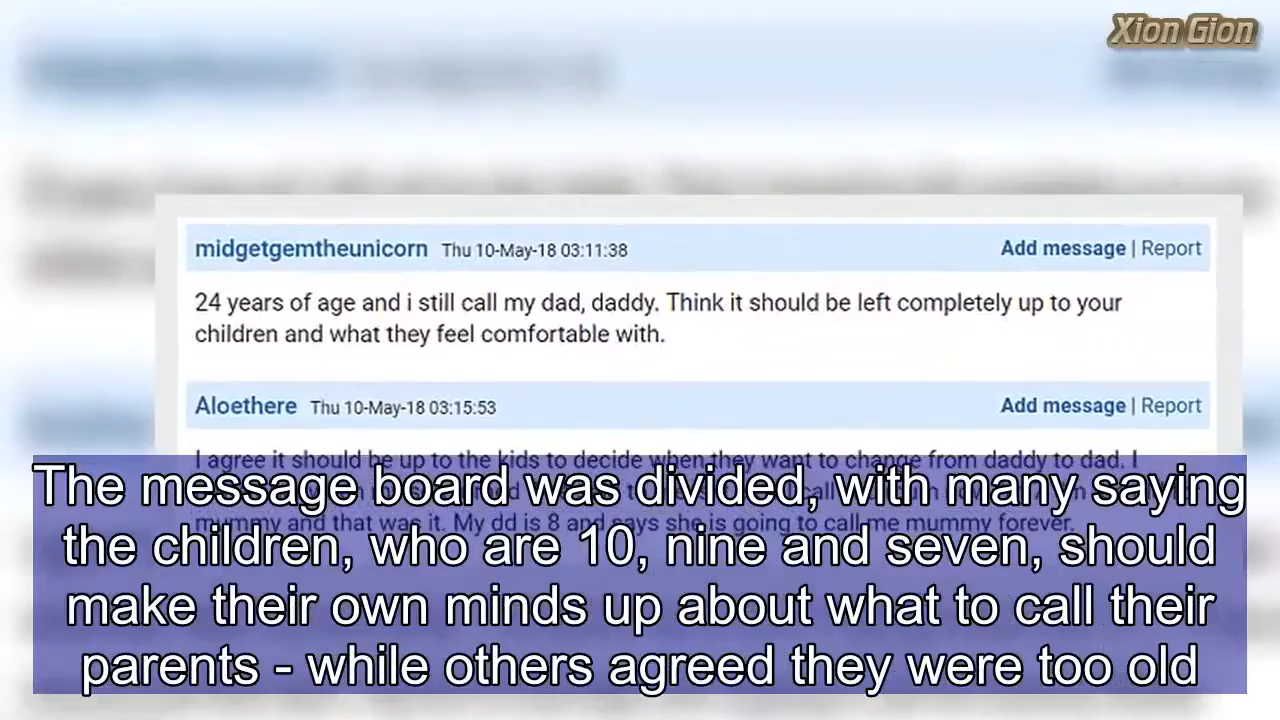 Xion Gion
midgetgemtheunicorn Thu 10-May-18 03:11:38 Add message | Report
24 years of age and i still call my dad, daddy. Think it should be left completely up to your
children and what they feel comfortable with.
Aloethere Thu 10-May-18 03:15:53 Add message | Report
I agree it should be up to the kids to decide when they want to change from daddy to dad. I
mummy and that was it. My dd is 8 and says she is going to call me mummy forever.
The message board was divided, with many saying
the children, who are 10, nine and seven, should
make their own minds up about what to call their
parents - while others agreed they were too old